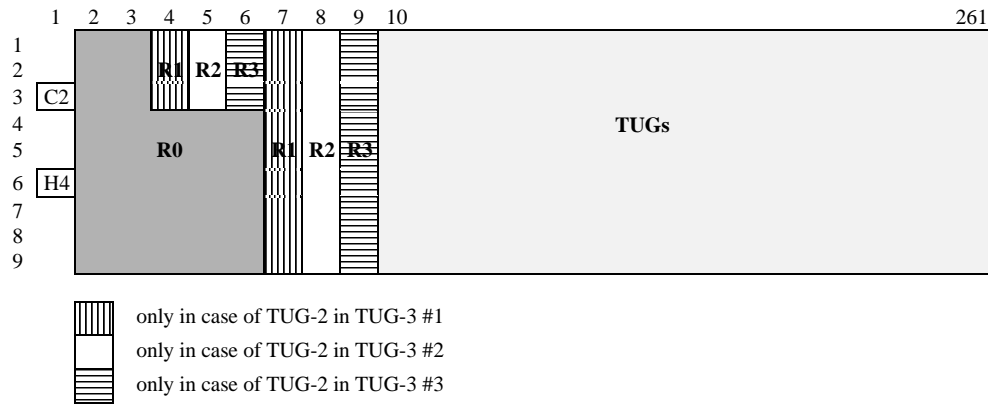 1 2 3 4 5 6 7 8 9 10 261
1
2 R1 R2 R3
3 C2
4 TUGs
5 R0 R1 R2 R3
6 H4
7
8
9
only in case of TUG-2 in TUG-3 #1
only in case of TUG-2 in TUG-3 #2
only in case of TUG-2 in TUG-3 #3